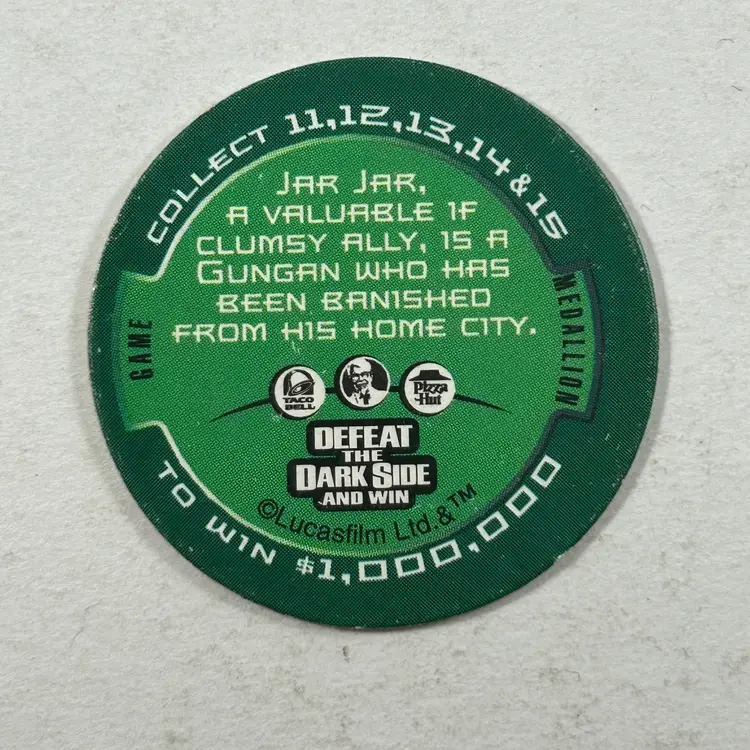 COLLECT 11,12,13,14 & 15
JAR JAR,
A VALUABLE IF
CLUMSY ALLY, IS A
GUNGAN WHO HAS
BEEN BANISHED
FROM HIS HOME CITY.
GAME
MEDALLION
TACO
BELL
Pizza
Hut
DEFEAT
THE
DARK SIDE
AND WIN
©Lucasfilm Ltd.&™
TO WIN $1,000,000